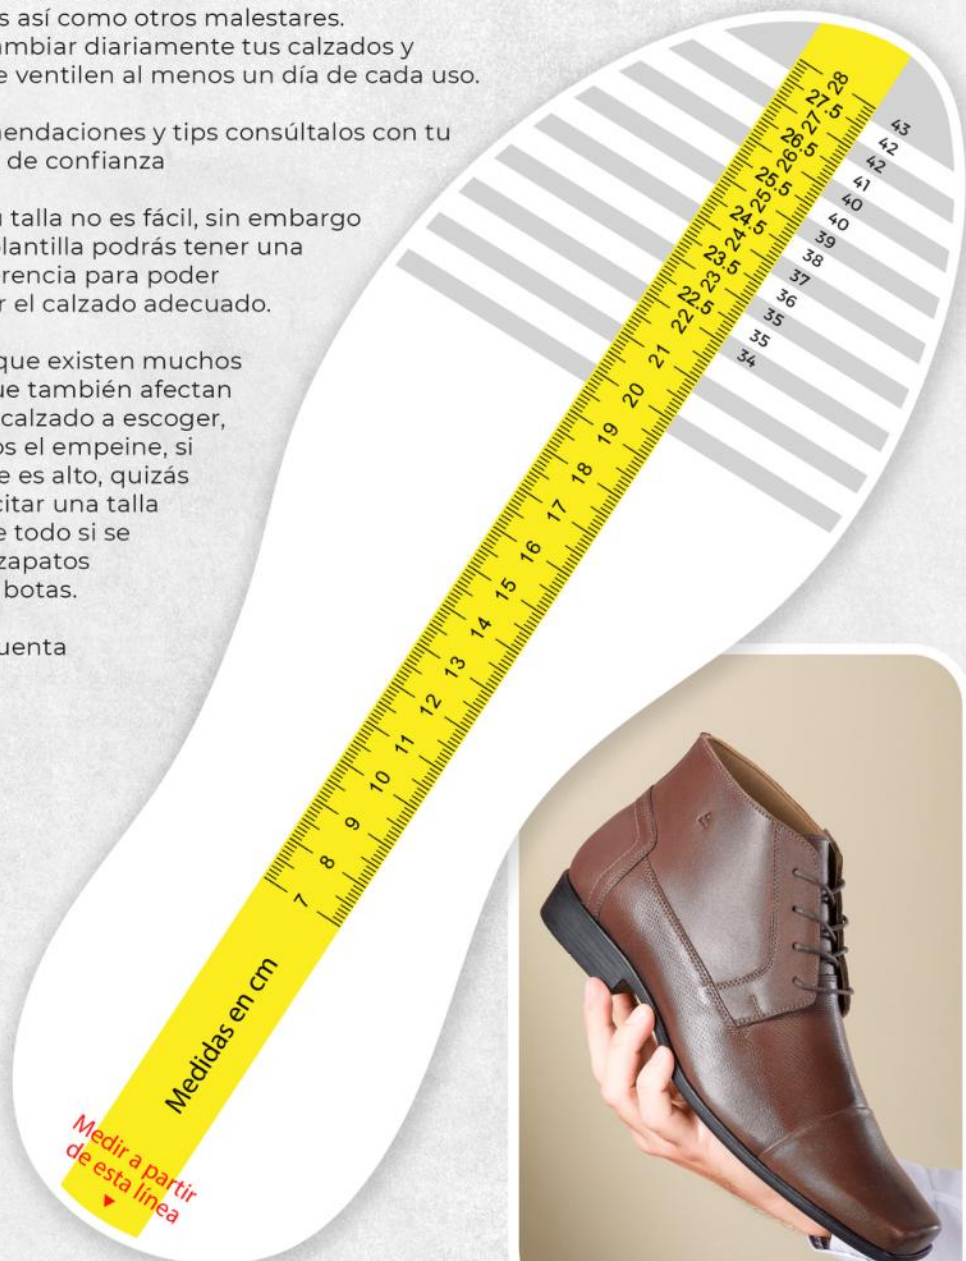 s así como otros malestares.
ambiar diariamente tus calzados y
e ventilen al menos un día de cada uso.
nendaciones y tips consúltalos con tu
de confianza
u talla no es fácil, sin embargo
plantilla podrás tener una
erencia para poder
r el calzado adecuado.
que existen muchos
ue también afectan
calzado a escoger,
os el empeine, si
e es alto, quizás
citar una talla
e todo si se
zapatos
botas.
uenta
28
27.5
27
26.5
26
25.5
25
24.5
24
23.5
23
22.5
22
21
20
19
18
17
16
15
14
13
12
11
10
9
8
7
43
42
42
41
40
40
39
38
37
36
35
35
34
Medidas en cm
Medir a partir
de esta línea